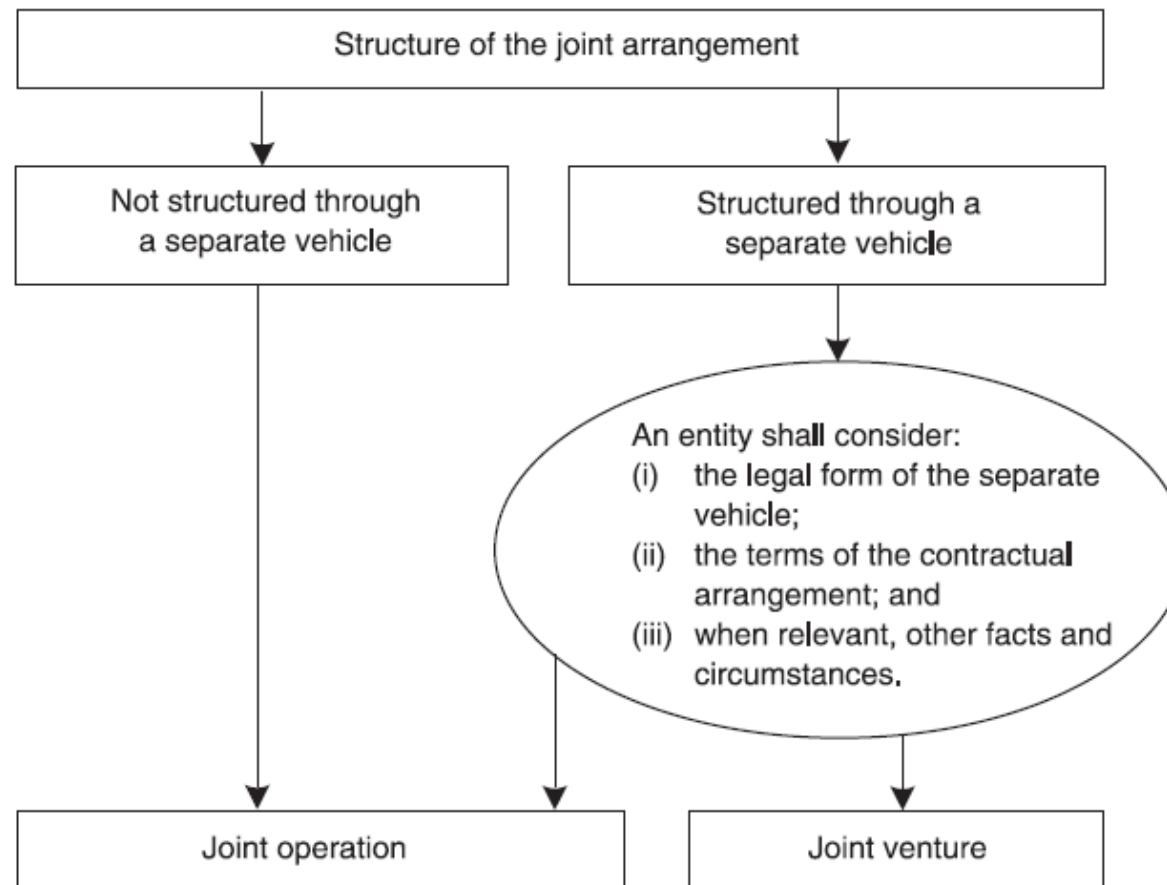 Structure of the joint arrangement
Not structured through
a separate vehicle
Structured through a
separate vehicle
An entity shall consider:
(i) the legal form of the separate
vehicle;
(ii) the terms of the contractual
arrangement; and
(iii) when relevant, other facts and
circumstances.
Joint operation
Joint venture